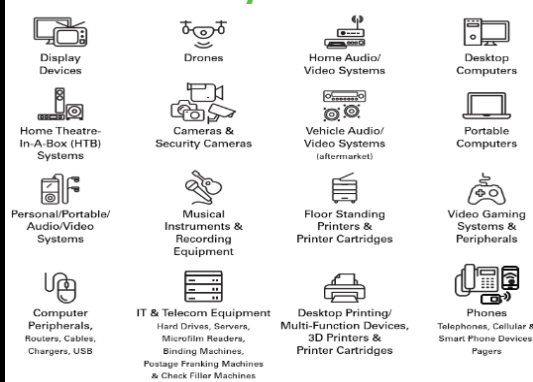 Display
Devices
Drones
Home Audio/
Video Systems
Desktop
Computers
Home Theatre-
In-A-Box (HTB)
Systems
Cameras &
Security Cameras
Vehicle Audio/
Video Systems
(aftermarket)
Portable
Computers
Personal/Portable/
Audio/Video
Systems
Musical
Instruments &
Recording
Equipment
Floor Standing
Printers &
Printer Cartridges
Video Gaming
Systems &
Peripherals
Computer
Peripherals,
Routers, Cables,
Chargers, USB
IT & Telecom Equipment
Hard Drives, Servers,
Microfilm Readers,
Binding Machines,
Postage Franking Machines
& Check Filler Machines
Desktop Printing/
Multi-Function Devices,
3D Printers &
Printer Cartridges
Phones
Telephones, Cellular &
Smart Phone Devices
Pagers